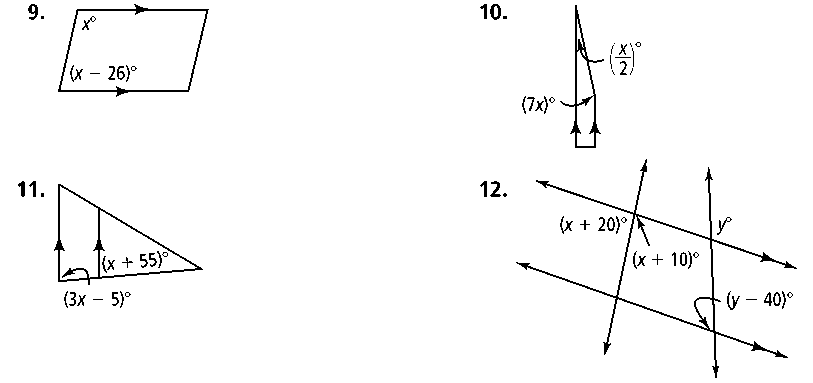 9.
x°
(x − 26)°
10.
(x/2)°
(7x)°
11.
(x + 55)°
(3x − 5)°
12.
(x + 20)°
y°
(x + 10)°
(y − 40)°